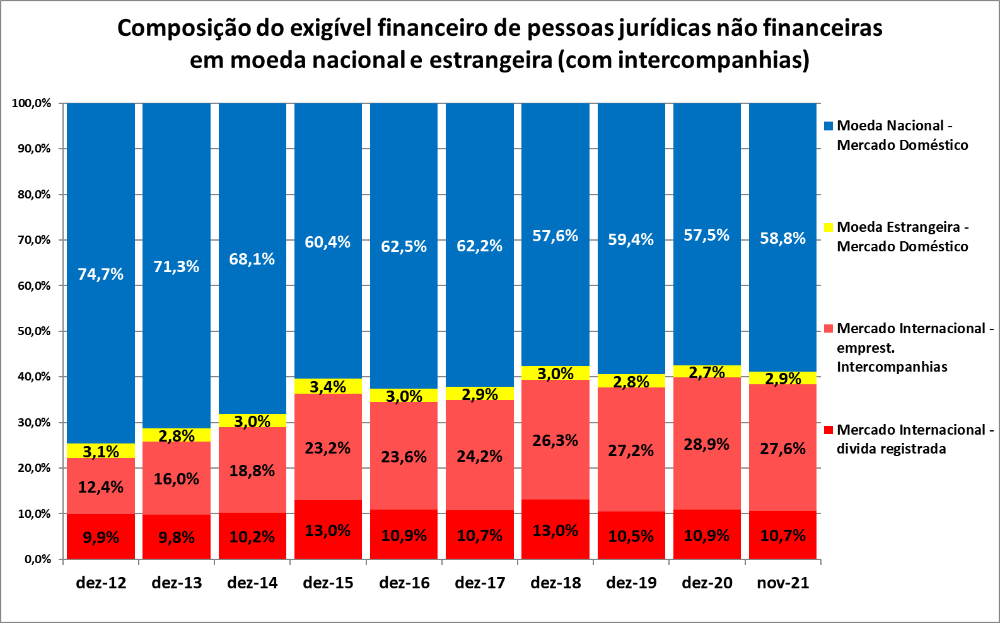 Composição do exigível financeiro de pessoas jurídicas não financeiras
em moeda nacional e estrangeira (com intercompanhias)
100,0%
90,0%
80,0%
70,0%
60,0%
50,0%
40,0%
30,0%
20,0%
10,0%
0,0%
74,7% 71,3% 68,1% 60,4% 62,5% 62,2% 57,6% 59,4% 57,5% 58,8%
3,1% 2,8% 3,0% 3,4% 3,0% 2,9% 3,0% 2,8% 2,7% 2,9%
12,4% 16,0% 18,8% 23,2% 23,6% 24,2% 26,3% 27,2% 28,9% 27,6%
9,9% 9,8% 10,2% 13,0% 10,9% 10,7% 13,0% 10,5% 10,9% 10,7%
dez-12 dez-13 dez-14 dez-15 dez-16 dez-17 dez-18 dez-19 dez-20 nov-21
Moeda Nacional -
Mercado Doméstico
Moeda Estrangeira -
Mercado Doméstico
Mercado Internacional -
emprest.
Intercompanhias
Mercado Internacional -
divida registrada